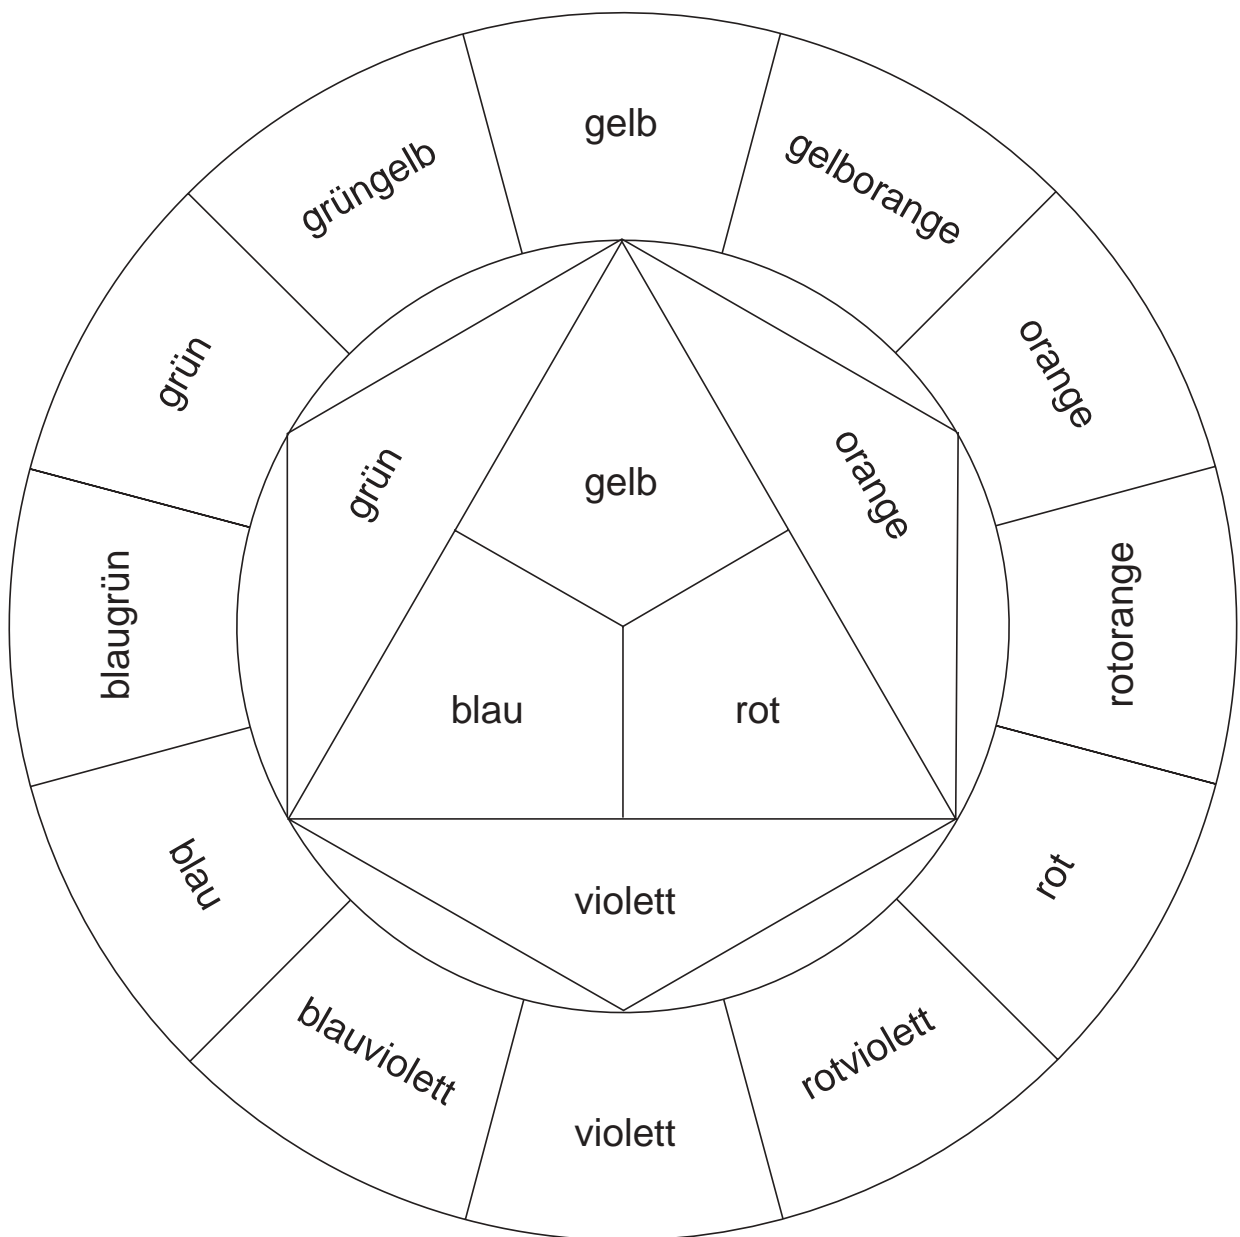 gelb
gelborange
orange
rotorange
rot
rotviolett
violett
blauviolett
blau
blaugrün
grün
grüngelb
gelb
orange
rot
violett
blau
grün